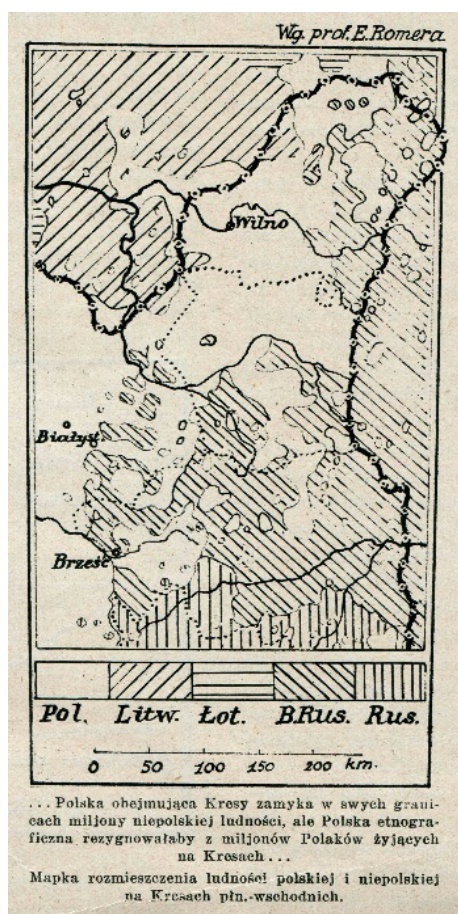 Wg. prof. E. Romera
Wilno
Białyst.
Brześć
Pol. Litw. Łot. B.Rus. Rus.
0 50 100 150 200 km.
. . . Polska obejmująca Kresy zamyka w swych grani-
cach miljony niepolskiej ludności, ale Polska etnogra-
ficzna rezygnowałaby z miljonów Polaków żyjących
na Kresach . . .
Mapka rozmieszczenia ludności polskiej i niepolskiej
na Kresach płn.-wschodnich.